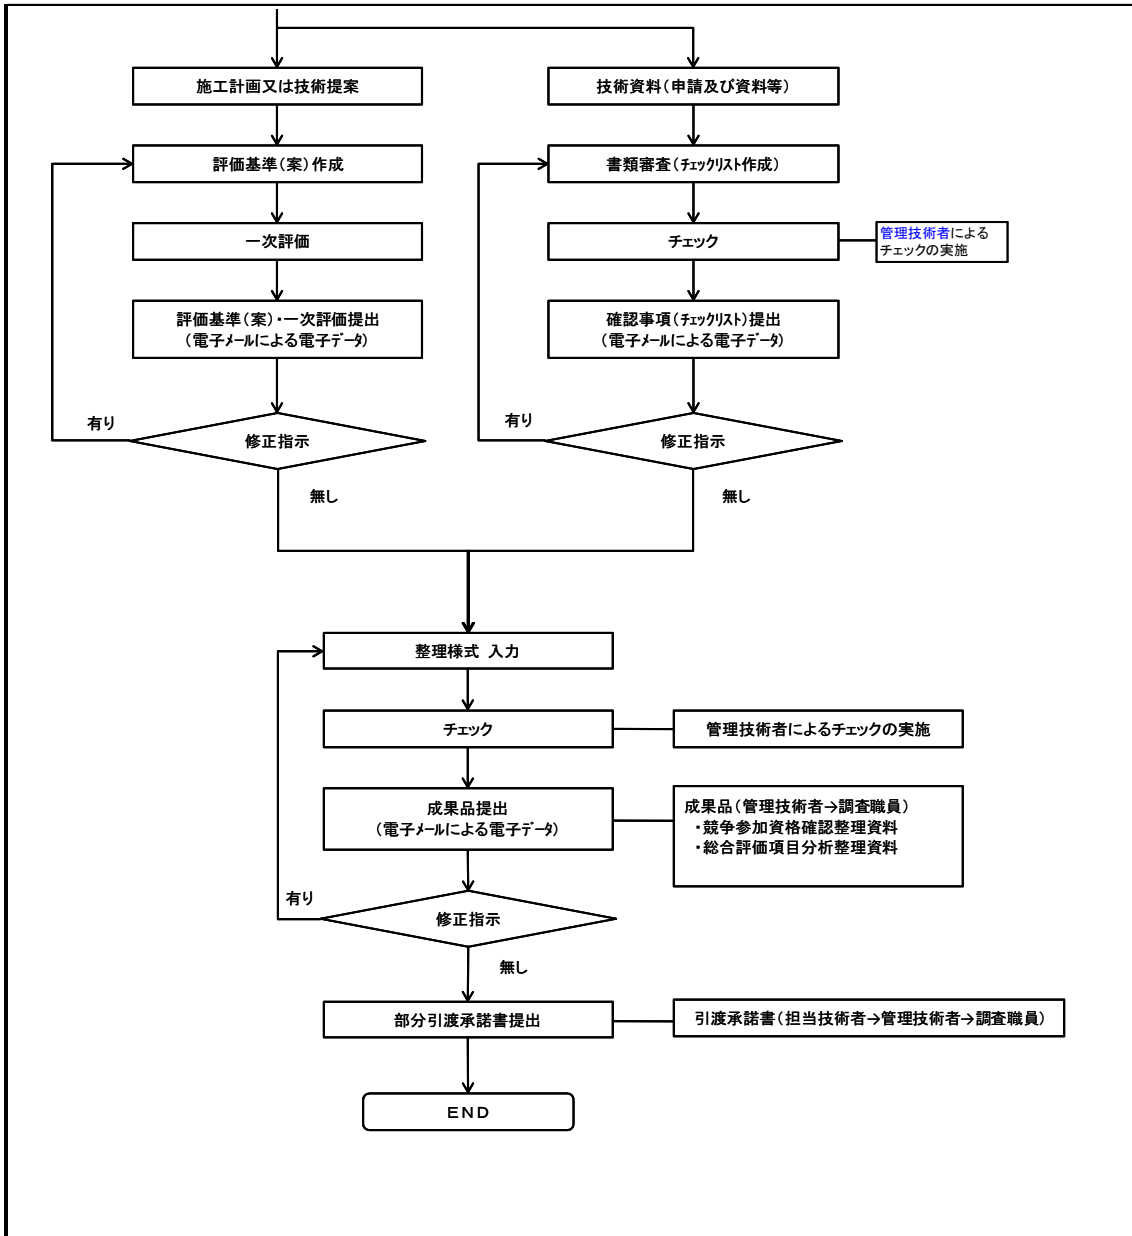 施工計画又は技術提案
技術資料（申請及び資料等）
評価基準（案）作成
書類審査（チェックリスト作成）
一次評価
チェック
管理技術者による
チェックの実施
評価基準（案）・一次評価提出
（電子メールによる電子データ）
確認事項（チェックリスト）提出
（電子メールによる電子データ）
有り
修正指示
有り
修正指示
無し
無し
整理様式 入力
チェック
管理技術者によるチェックの実施
成果品提出
（電子メールによる電子データ）
成果品（管理技術者→調査職員）
・競争参加資格確認整理資料
・総合評価項目分析整理資料
有り
修正指示
無し
部分引渡承諾書提出
引渡承諾書（担当技術者→管理技術者→調査職員）
ＥＮＤ